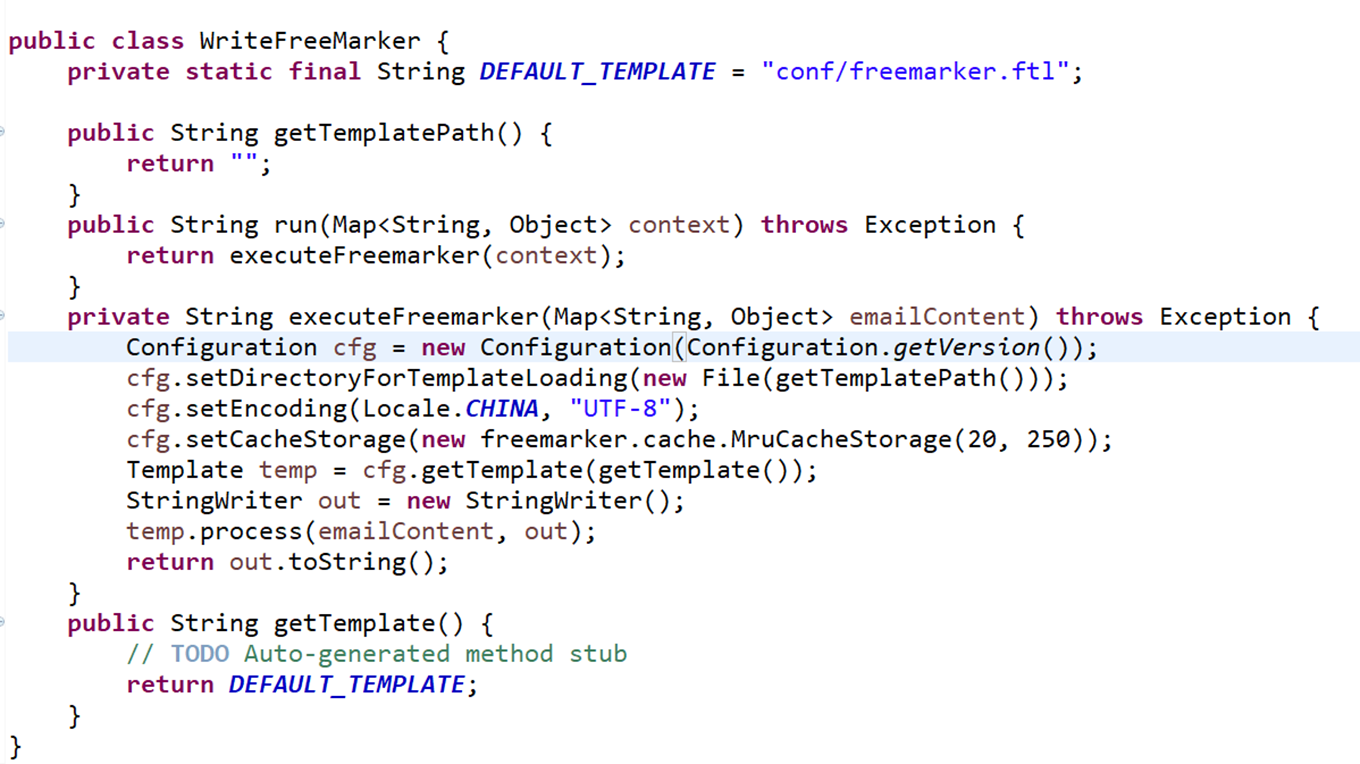 public class WriteFreeMarker {
    private static final String DEFAULT_TEMPLATE = "conf/freemarker.ftl";

    public String getTemplatePath() {
        return "";
    }
    public String run(Map<String, Object> context) throws Exception {
        return executeFreemarker(context);
    }
    private String executeFreemarker(Map<String, Object> emailContent) throws Exception {
        Configuration cfg = new Configuration(Configuration.getVersion());
        cfg.setDirectoryForTemplateLoading(new File(getTemplatePath()));
        cfg.setEncoding(Locale.CHINA, "UTF-8");
        cfg.setCacheStorage(new freemarker.cache.MruCacheStorage(20, 250));
        Template temp = cfg.getTemplate(getTemplate());
        StringWriter out = new StringWriter();
        temp.process(emailContent, out);
        return out.toString();
    }
    public String getTemplate() {
        // TODO Auto-generated method stub
        return DEFAULT_TEMPLATE;
    }
}